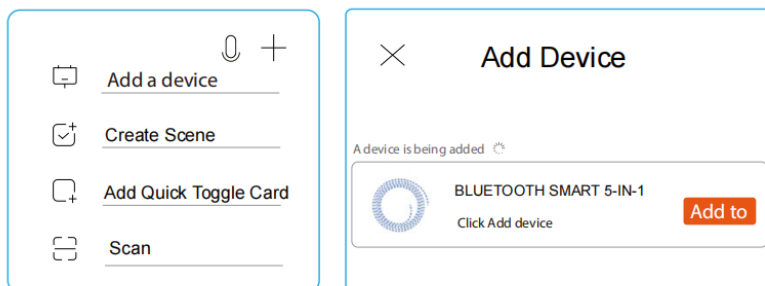 Add a device
Create Scene
Add Quick Toggle Card
Scan
Add Device
A device is being added
BLUETOOTH SMART 5-IN-1
Click Add device
Add to